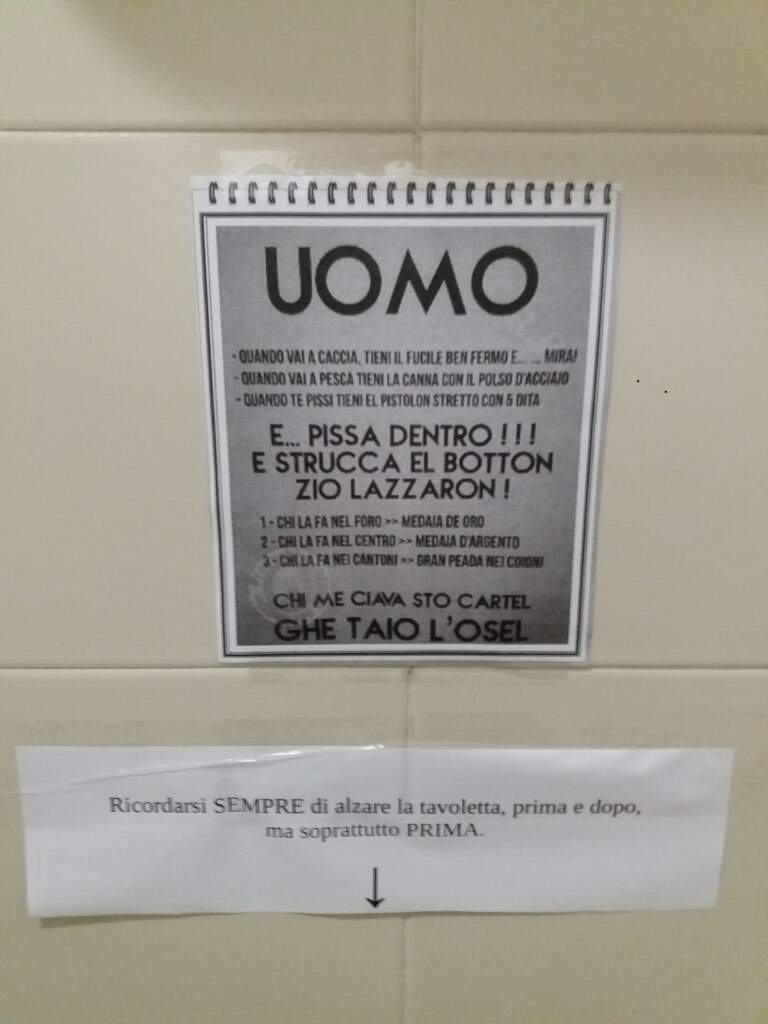 UOMO
- QUANDO VAI A CACCIA, TIENI IL FUCILE BEN FERMO E... ... MIRA!
- QUANDO VAI A PESCA TIENI LA CANNA CON IL POLSO D'ACCIAIO
- QUANDO TE PISSI TIENI EL PISTOLON STRETTO CON 5 DITA
E... PISSA DENTRO !!!
E STRUCCA EL BOTTON
ZIO LAZZARON !
1 - CHI LA FA NEL FORO >> MEDAIA DE ORO
2 - CHI LA FA NEL CENTRO >> MEDAIA D'ARGENTO
3 - CHI LA FA NEI CANTONI >> GRAN PEADA NEI COIONI
CHI ME CIAVA STO CARTEL
GHE TAIO L'OSEL
Ricordarsi SEMPRE di alzare la tavoletta, prima e dopo,
ma soprattutto PRIMA.